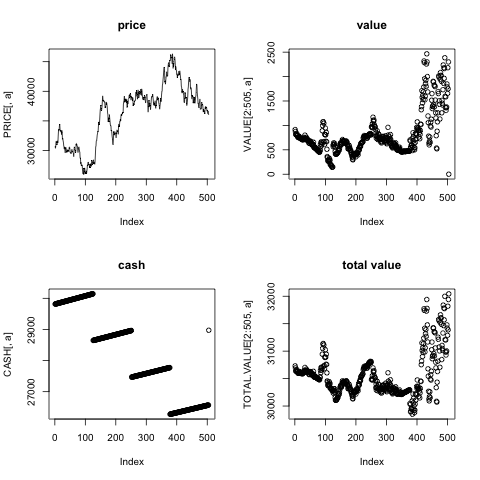 price
PRICE[, a]
30000 40000
0 100 200 300 400 500
Index
value
VALUE[2:505, a]
0 500 1500 2500
0 100 200 300 400 500
Index
cash
CASH[, a]
27000 29000
0 100 200 300 400 500
Index
total value
TOTAL.VALUE[2:505, a]
30000 31000 32000
0 100 200 300 400 500
Index